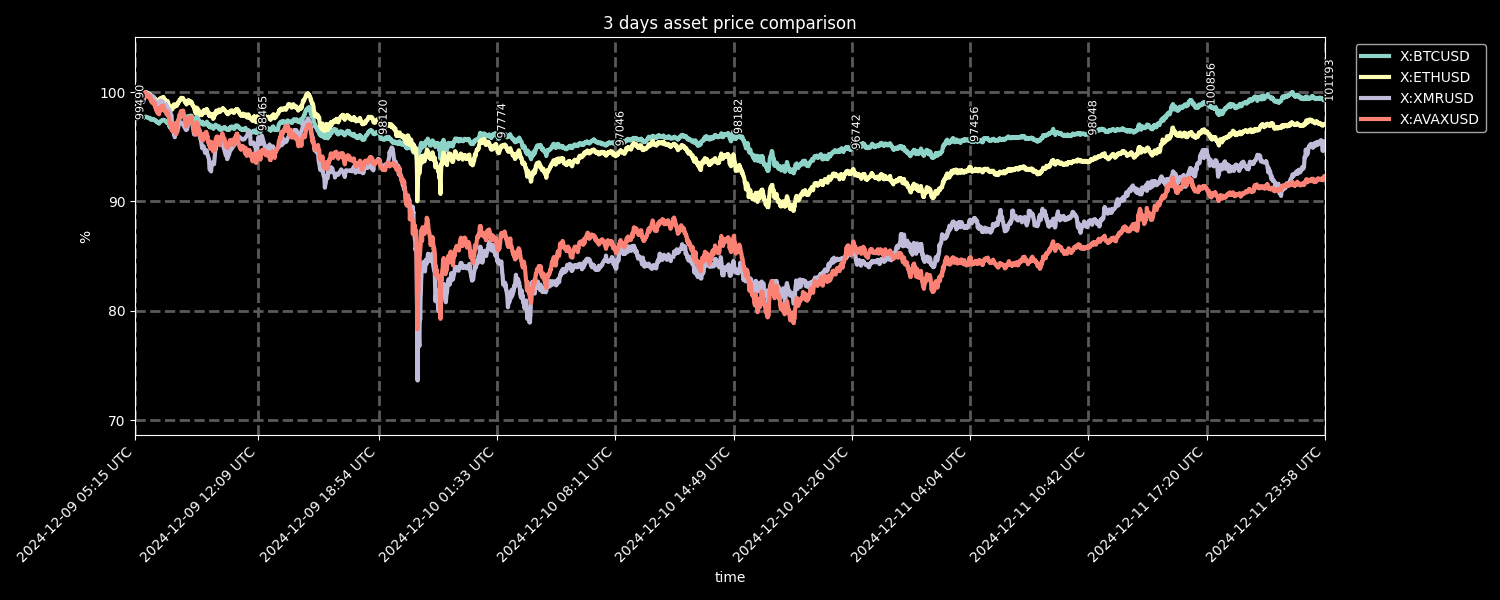 3 days asset price comparison
X:BTCUSD
X:ETHUSD
X:XMRUSD
X:AVAXUSD
100
90
80
70
%
99490
98465
98120
97774
97046
98182
96742
97456
98048
100856
101193
2024-12-09 05:15 UTC
2024-12-09 12:09 UTC
2024-12-09 18:54 UTC
2024-12-10 01:33 UTC
2024-12-10 08:11 UTC
2024-12-10 14:49 UTC
2024-12-10 21:26 UTC
2024-12-11 04:04 UTC
2024-12-11 10:42 UTC
2024-12-11 17:20 UTC
2024-12-11 23:58 UTC
time